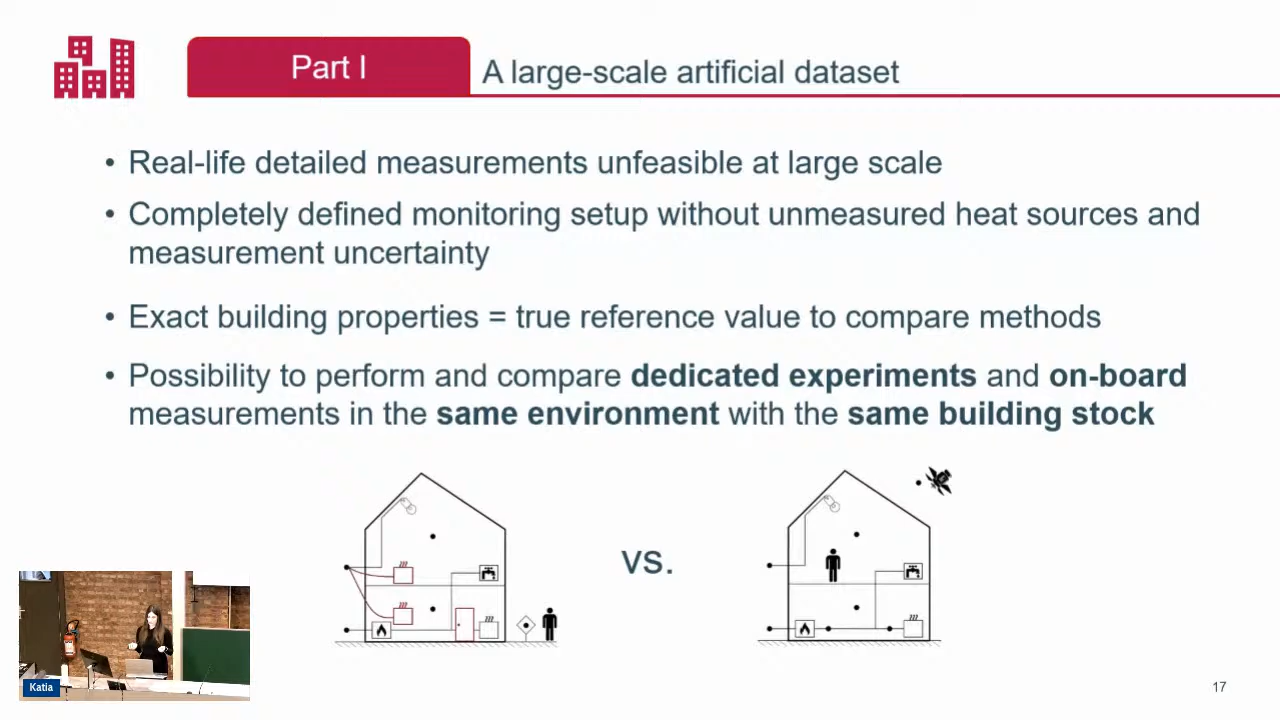 Part I
A large-scale artificial dataset
• Real-life detailed measurements unfeasible at large scale
• Completely defined monitoring setup without unmeasured heat sources and
measurement uncertainty
• Exact building properties = true reference value to compare methods
• Possibility to perform and compare dedicated experiments and on-board
measurements in the same environment with the same building stock
vs.
Katia
17